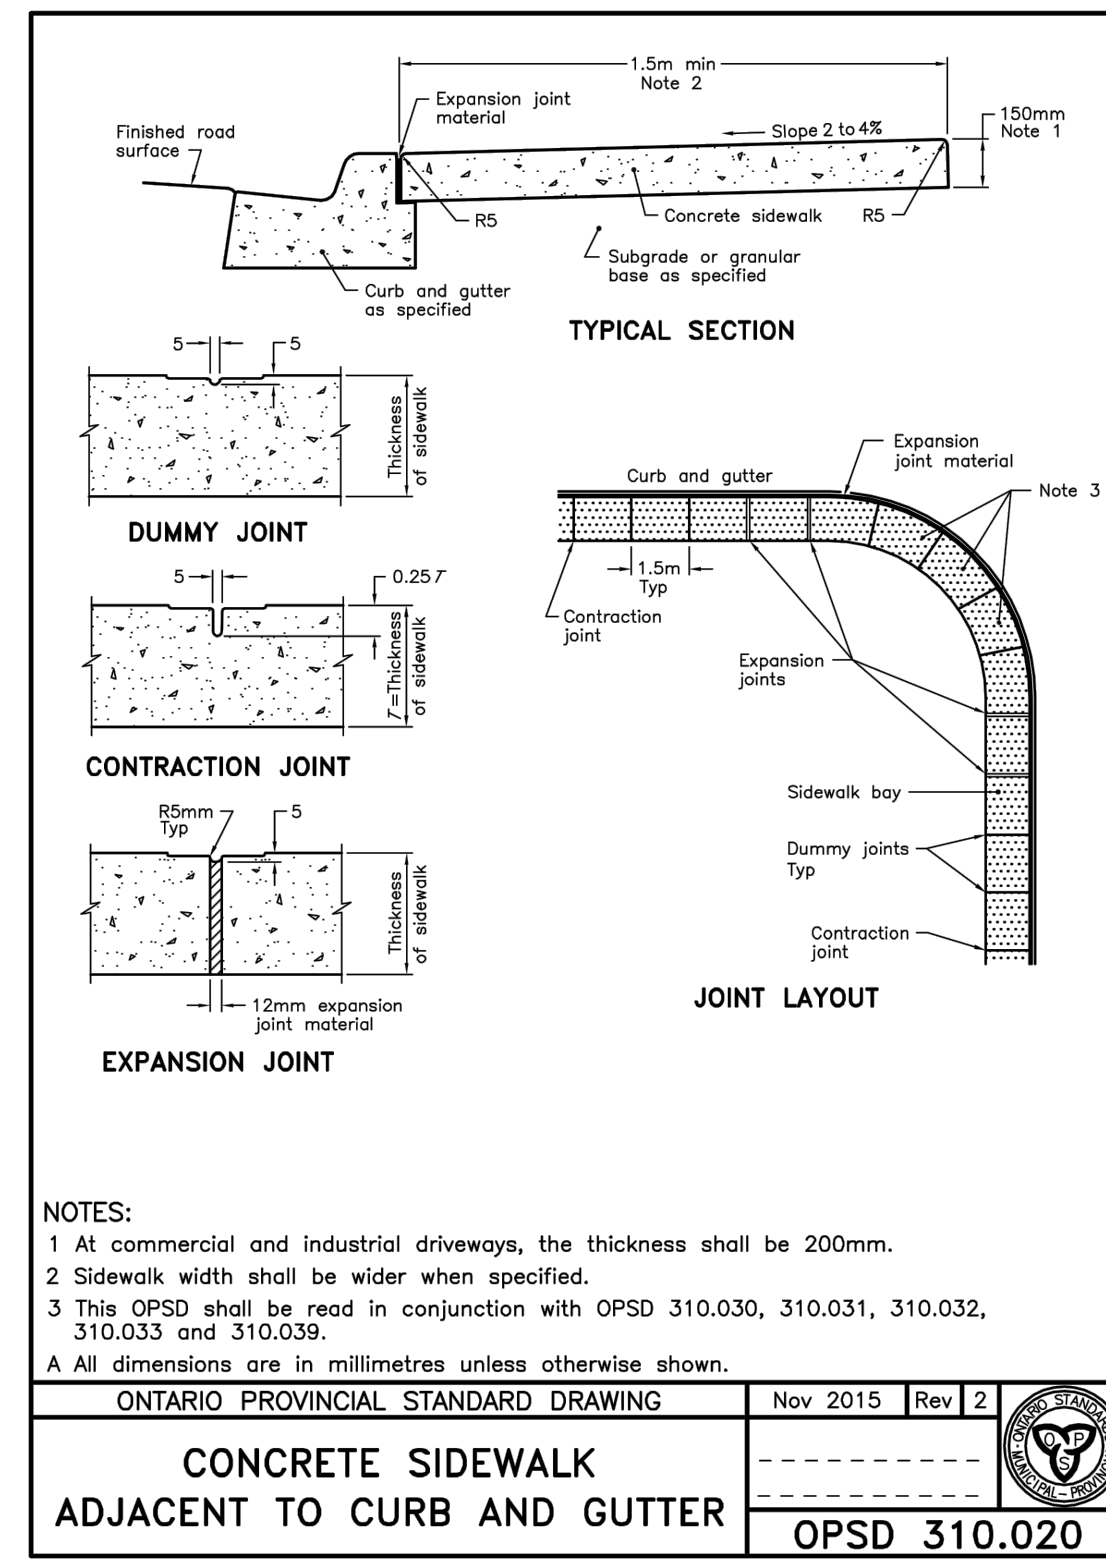 1.5m min
Note 2
Expansion joint
material
Finished road
surface
Slope 2 to 4%
150mm
Note 1
R5
Concrete sidewalk
R5
Subgrade or granular
base as specified
Curb and gutter
as specified
TYPICAL SECTION
5
5
Thickness
of sidewalk
DUMMY JOINT
5
0.25T
T=Thickness
of sidewalk
CONTRACTION JOINT
R5mm
Typ
5
Thickness
of sidewalk
12mm expansion
joint material
EXPANSION JOINT
Expansion
joint material
Curb and gutter
Note 3
1.5m
Typ
Contraction
joint
Expansion
joints
Sidewalk bay
Dummy joints
Typ
Contraction
joint
JOINT LAYOUT
NOTES:
1 At commercial and industrial driveways, the thickness shall be 200mm.
2 Sidewalk width shall be wider when specified.
3 This OPSD shall be read in conjunction with OPSD 310.030, 310.031, 310.032,
310.033 and 310.039.
A All dimensions are in millimetres unless otherwise shown.
ONTARIO PROVINCIAL STANDARD DRAWING
Nov 2015
Rev
2
CONCRETE SIDEWALK
ADJACENT TO CURB AND GUTTER
OPSD 310.020
ONTARIO
MUNICIPAL
O P S